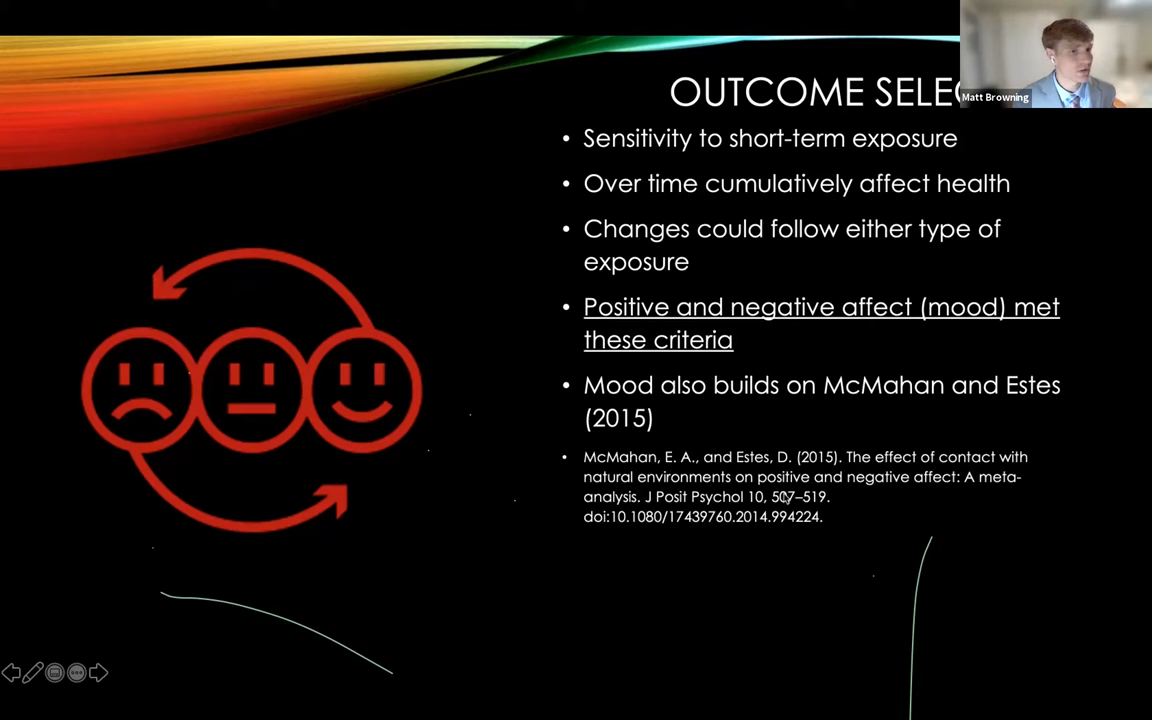 OUTCOME SELEC
Matt Browning
• Sensitivity to short-term exposure
• Over time cumulatively affect health
• Changes could follow either type of
exposure
• Positive and negative affect (mood) met
these criteria
• Mood also builds on McMahan and Estes
(2015)
• McMahan, E. A., and Estes, D. (2015). The effect of contact with
natural environments on positive and negative affect: A meta-
analysis. J Posit Psychol 10, 507–519.
doi:10.1080/17439760.2014.994224.